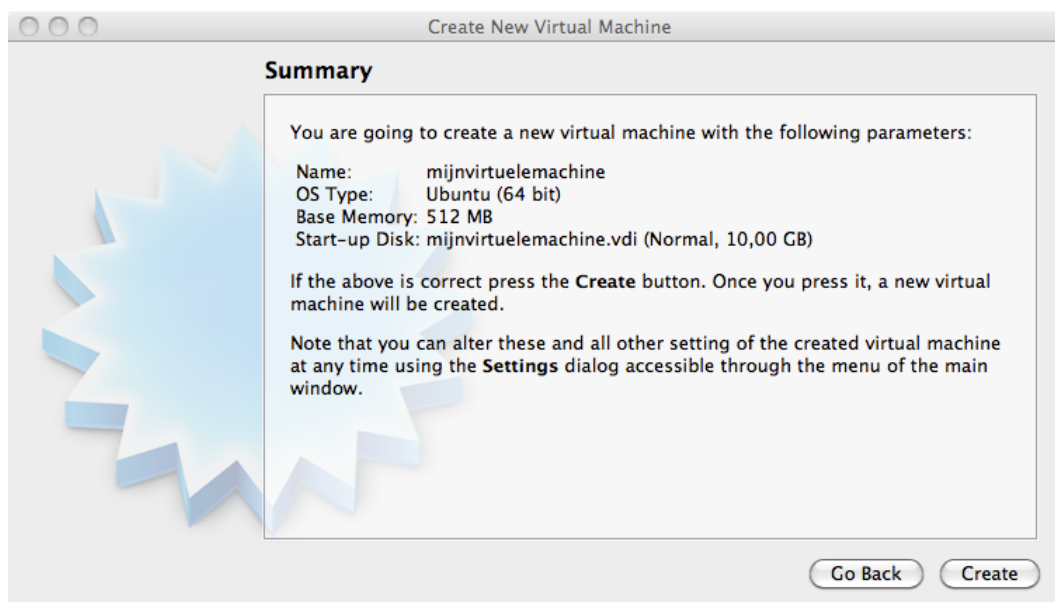 Create New Virtual Machine
Summary
You are going to create a new virtual machine with the following parameters:
Name: mijnvirtuelemachine
OS Type: Ubuntu (64 bit)
Base Memory: 512 MB
Start-up Disk: mijnvirtuelemachine.vdi (Normal, 10,00 GB)
If the above is correct press the Create button. Once you press it, a new virtual
machine will be created.
Note that you can alter these and all other setting of the created virtual machine
at any time using the Settings dialog accessible through the menu of the main
window.
Go Back Create